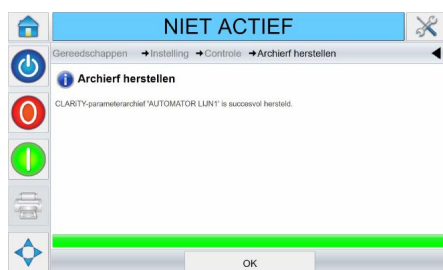 NIET ACTIEF
Gereedschappen ➔Instelling ➔Controle ➔Archief herstellen
Archief herstellen
CLARiTY-parameterarchief 'AUTOMATOR LIJN1' is succesvol hersteld.
OK